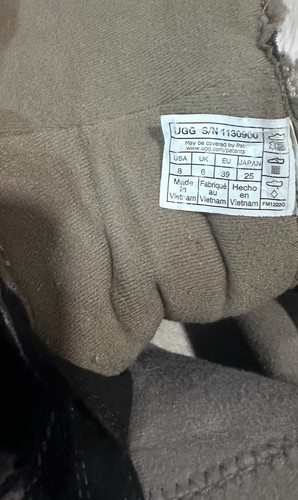 UGG S/N 1130900
May be covered by Pat:
www.ugg.com/patents
USA UK EU JAPAN
8 6 39 25
Made in Vietnam Fabriqué au Vietnam Hecho en Vietnam
FM1222G